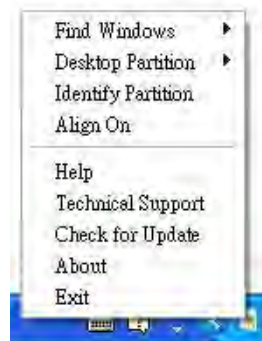 Find Windows
Desktop Partition
Identify Partition
Align On
Help
Technical Support
Check for Update
About
Exit